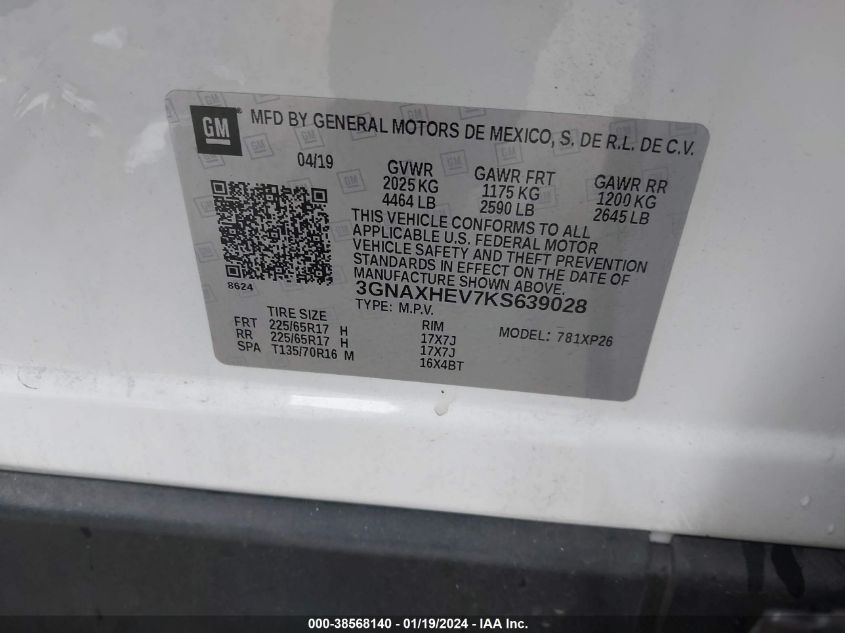 GM
MFD BY GENERAL MOTORS DE MEXICO, S. DE R.L. DE C.V.
04/19
GVWR GAWR FRT GAWR RR
2025 KG 1175 KG 1200 KG
4464 LB 2590 LB 2645 LB
THIS VEHICLE CONFORMS TO ALL
APPLICABLE U.S. FEDERAL MOTOR
VEHICLE SAFETY AND THEFT PREVENTION
STANDARDS IN EFFECT ON THE DATE OF
MANUFACTURE SHOWN ABOVE.
8624
3GNAXHEV7KS639028
TYPE: M.P.V. MODEL: 781XP26
TIRE SIZE RIM
FRT 225/65R17 H 17X7J
RR 225/65R17 H 17X7J
SPA T135/70R16 M 16X4BT
000-38568140 - 01/19/2024 - IAA Inc.